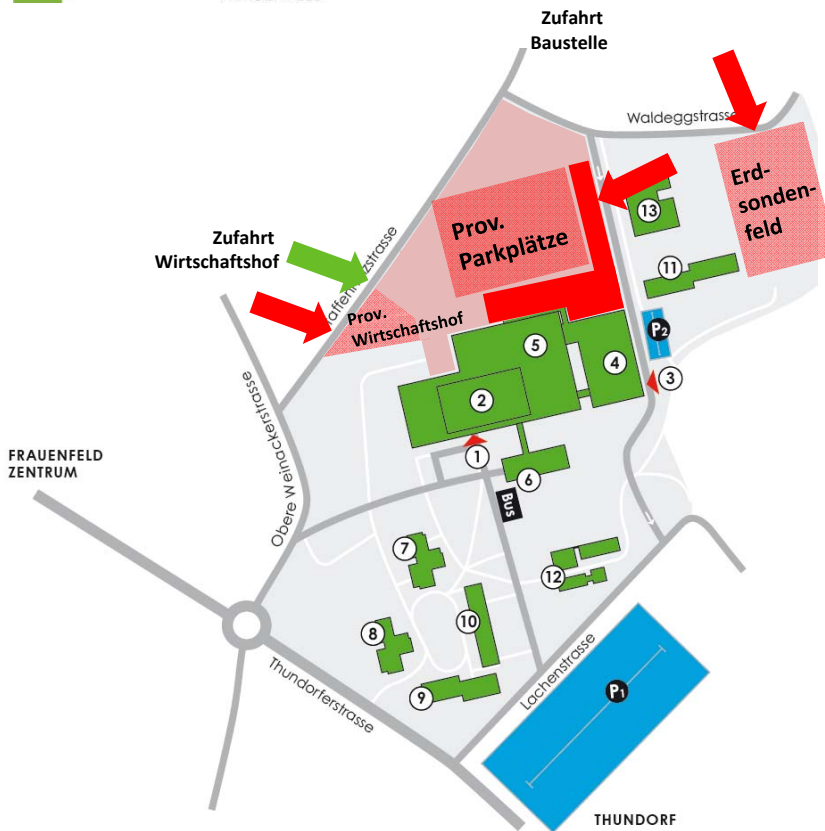 Zufahrt
Baustelle
Waldeggstrasse
Erd-
sonden-
feld
13
Prov.
Parkplätze
Zufahrt
Wirtschaftshof
11
Prov.
Wirtschaftshof
P2
5
4
3
2
Obere Weinackerstrasse
FRAUENFELD
ZENTRUM
1
6
Bus
7
12
10
8
9
Thundorferstrasse
Lachenstrasse
P1
THUNDORF